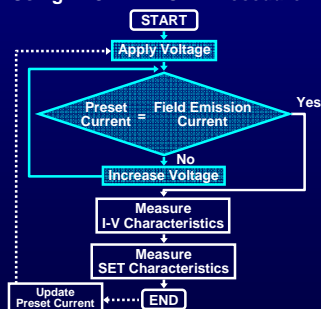 START
Apply Voltage
Preset Current = Field Emission Current
Yes
No
Increase Voltage
Measure
I-V Characteristics
Measure
SET Characteristics
Update
Preset Current
END